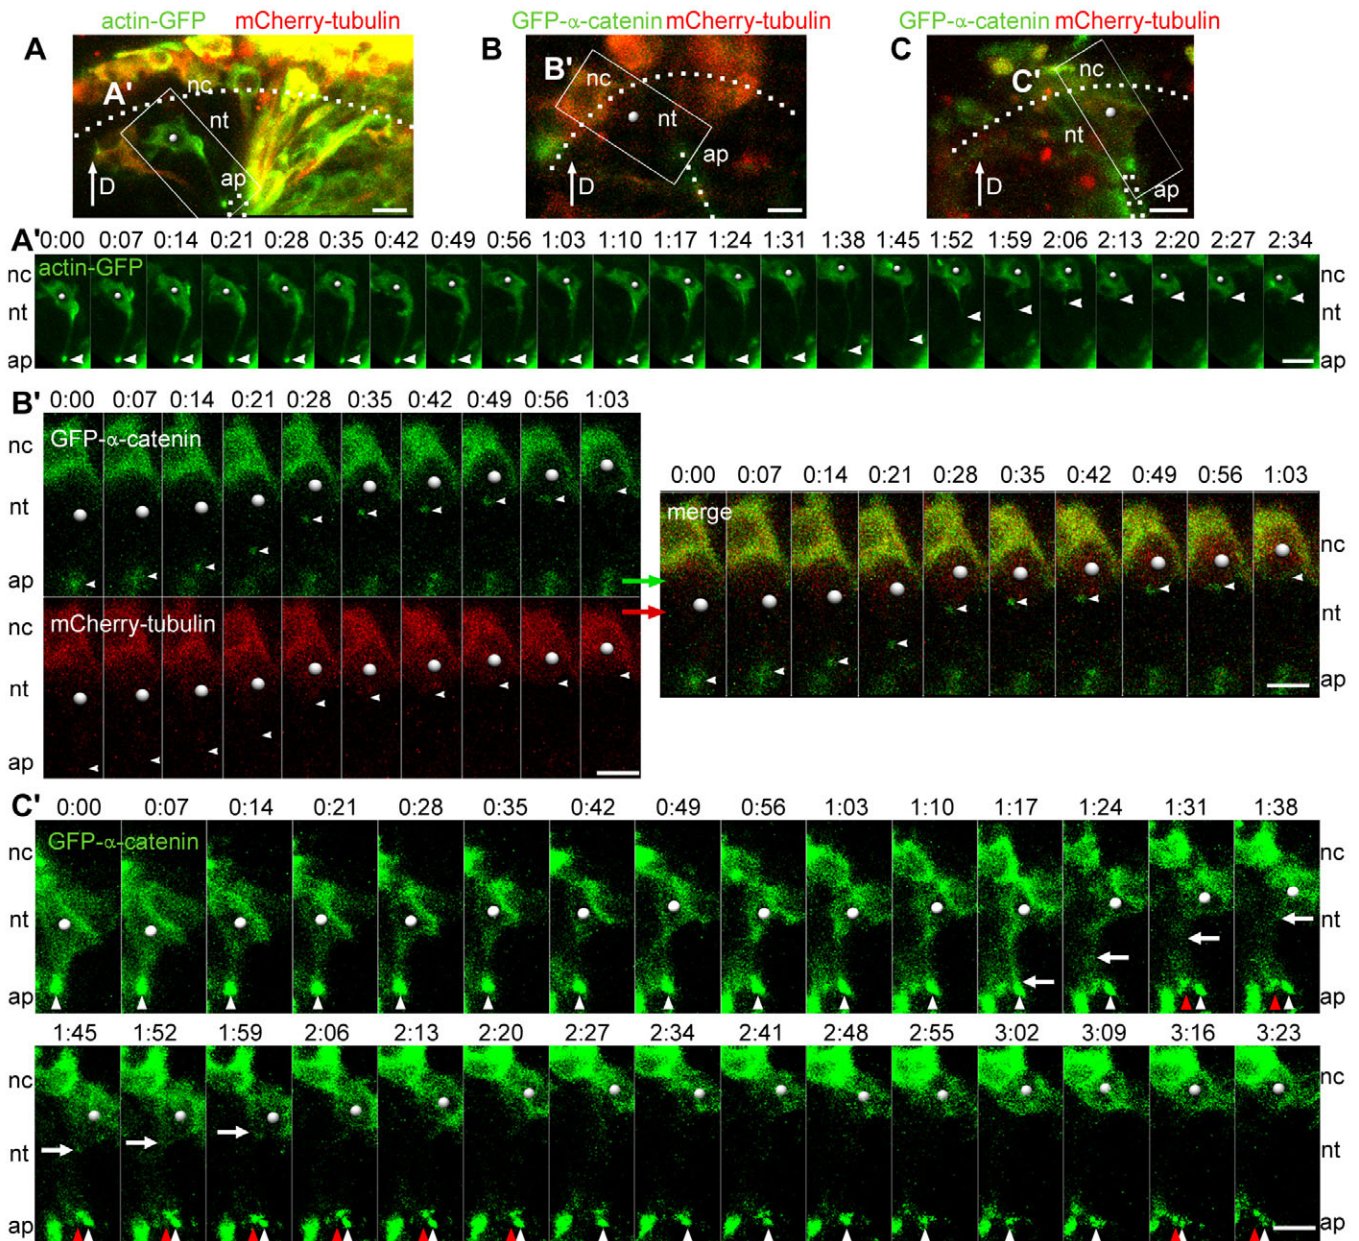 actin-GFP mCherry-tubulin
GFP-α-catenin mCherry-tubulin
GFP-α-catenin mCherry-tubulin
A
A'
nc
nt
ap
D
B
B'
nc
nt
ap
D
C
C'
nc
nt
ap
D
A' 0:00 0:07 0:14 0:21 0:28 0:35 0:42 0:49 0:56 1:03 1:10 1:17 1:24 1:31 1:38 1:45 1:52 1:59 2:06 2:13 2:20 2:27 2:34
actin-GFP
nc nc
nt nt
ap ap
B' 0:00 0:07 0:14 0:21 0:28 0:35 0:42 0:49 0:56 1:03
GFP-α-catenin
nc
nt
ap
mCherry-tubulin
nc
nt
ap
0:00 0:07 0:14 0:21 0:28 0:35 0:42 0:49 0:56 1:03
merge
nc
nt
ap
C' 0:00 0:07 0:14 0:21 0:28 0:35 0:42 0:49 0:56 1:03 1:10 1:17 1:24 1:31 1:38
GFP-α-catenin
nc nc
nt nt
ap ap
1:45 1:52 1:59 2:06 2:13 2:20 2:27 2:34 2:41 2:48 2:55 3:02 3:09 3:16 3:23
nc nc
nt nt
ap ap